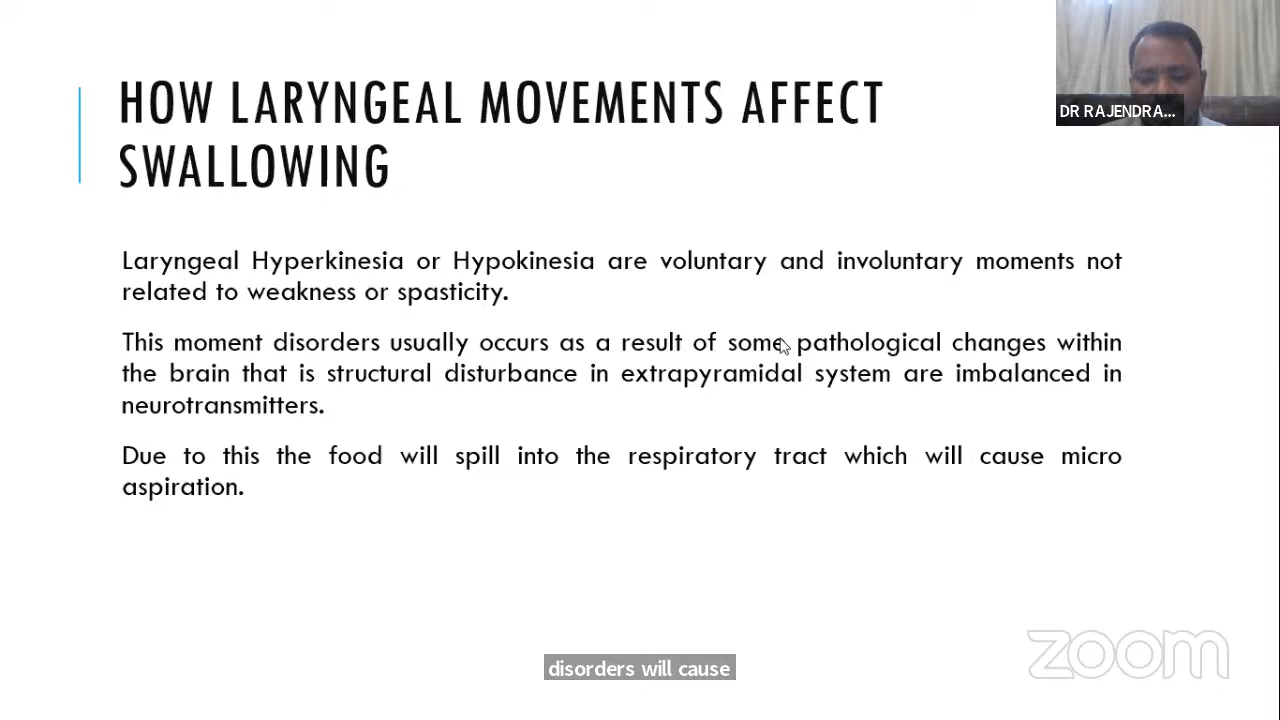 HOW LARYNGEAL MOVEMENTS AFFECT
SWALLOWING
DR RAJENDRA...
Laryngeal Hyperkinesia or Hypokinesia are voluntary and involuntary moments not
related to weakness or spasticity.
This moment disorders usually occurs as a result of some pathological changes within
the brain that is structural disturbance in extrapyramidal system are imbalanced in
neurotransmitters.
Due to this the food will spill into the respiratory tract which will cause micro
aspiration.
disorders will cause
zoom